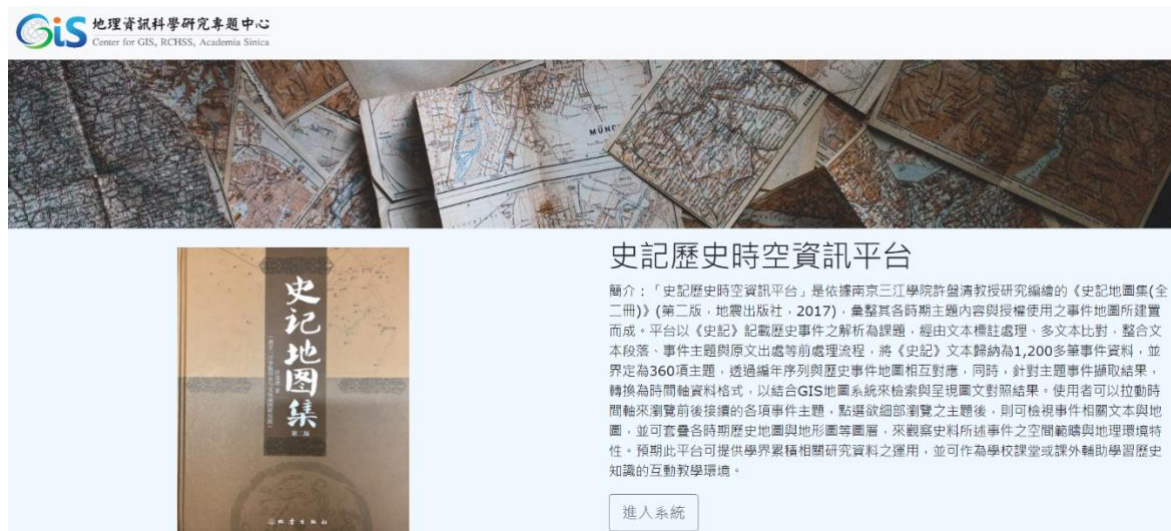 GiS 地理資訊科學研究專題中心
Center for GIS, RCHSS, Academia Sinica
MÜNC
史记地图集
第二版
地震出版社
史記歷史時空資訊平台
簡介：「史記歷史時空資訊平台」是依據南京三江學院許盤清教授研究編繪的《史記地圖集(全
二冊)》(第二版，地震出版社，2017)，彙整其各時期主題內容與授權使用之事件地圖所建置
而成。平台以《史記》記載歷史事件之解析為課題，經由文本標註處理、多文本比對，整合文
本段落、事件主題與原文出處等前處理流程，將《史記》文本歸納為1,200多筆事件資料，並
界定為360項主題，透過編年序列與歷史事件地圖相互對應，同時，針對主題事件擷取結果，
轉換為時間軸資料格式，以結合GIS地圖系統來檢索與呈現圖文對照結果。使用者可以拉動時
間軸來瀏覽前後接續的各項事件主題，點選欲細部瀏覽之主題後，則可檢視事件相關文本與地
圖，並可套疊各時期歷史地圖與地形圖等圖層，來觀察史料所述事件之空間範疇與地理環境特
性。預期此平台可提供學界累積相關研究資料之運用，並可作為學校課堂或課外輔助學習歷史
知識的互動教學環境。
進入系統